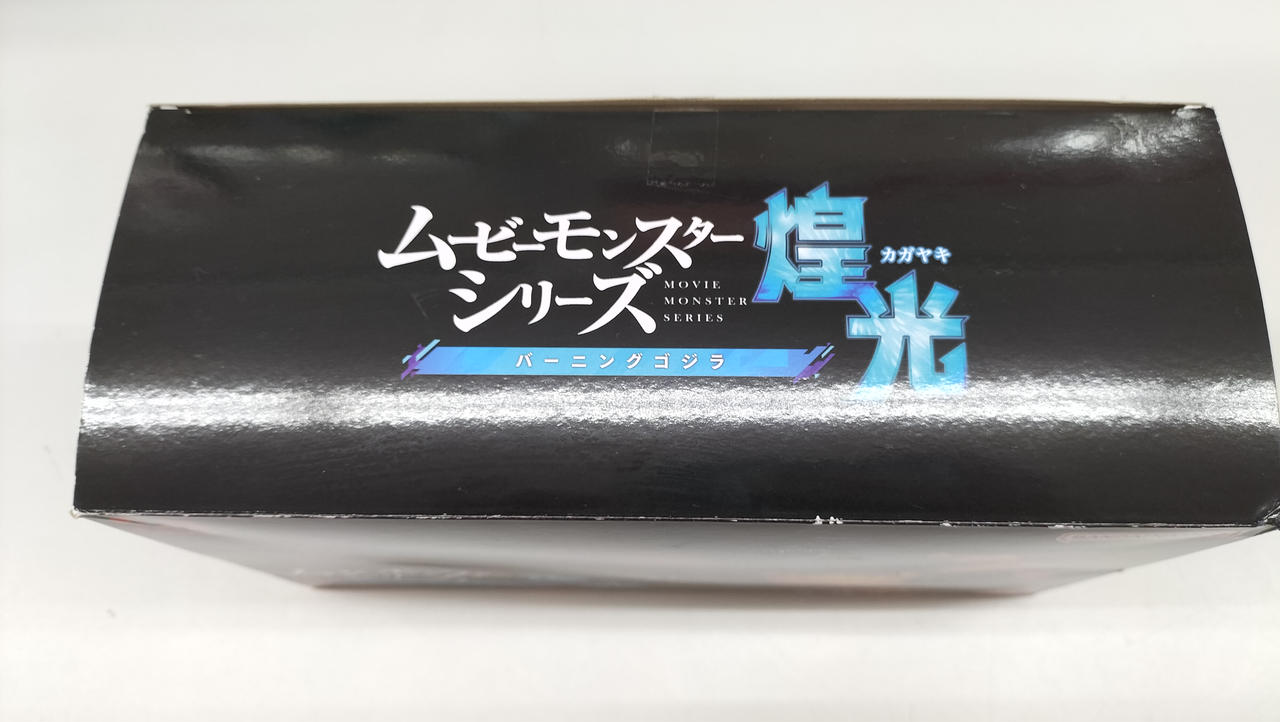 ムービーモンスター
シリーズ
MOVIE
MONSTER
SERIES
煌光
カガヤキ
バーニングゴジラ